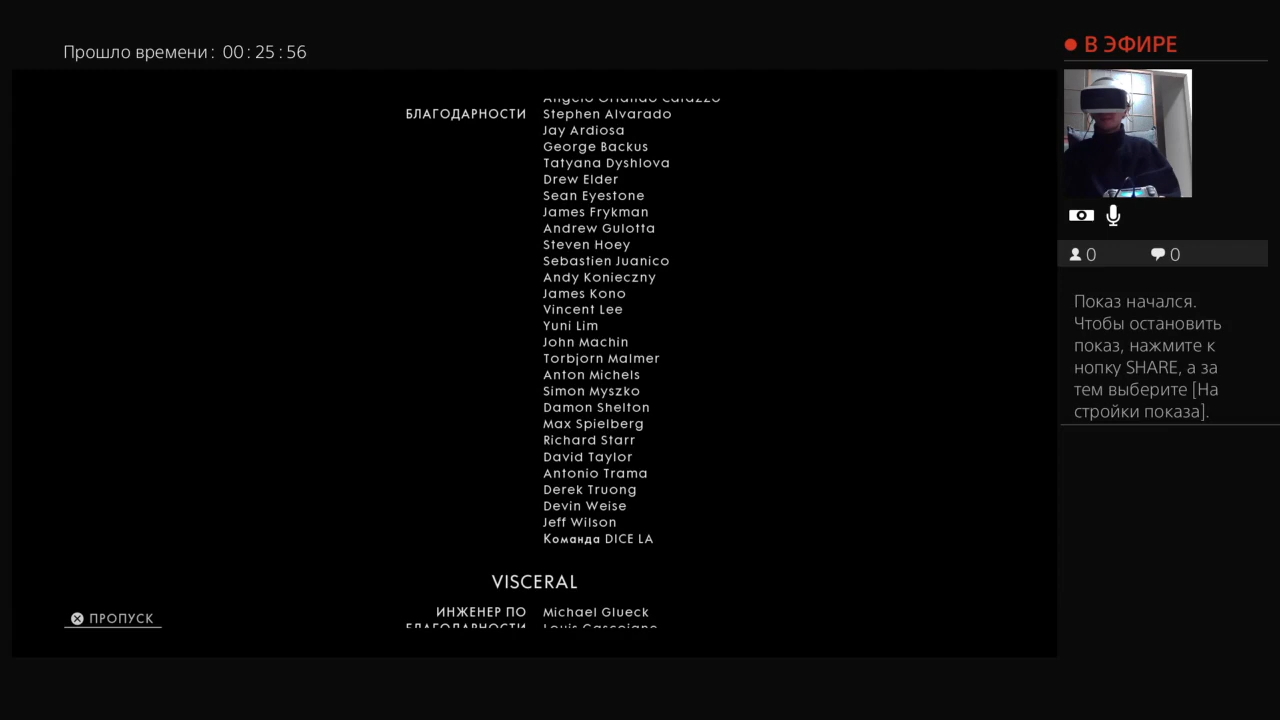 Прошло времени: 00:25:56
В ЭФИРЕ
БЛАГОДАРНОСТИ Stephen Alvarado
Jay Ardiosa
George Backus
Tatyana Dyshlova
Drew Elder
Sean Eyestone
James Frykman
Andrew Gulotta
Steven Hoey
Sebastien Juanico
Andy Konieczny
James Kono
Vincent Lee
Yuni Lim
John Machin
Torbjorn Malmer
Anton Michels
Simon Myszko
Damon Shelton
Max Spielberg
Richard Starr
David Taylor
Antonio Trama
Derek Truong
Devin Weise
Jeff Wilson
Команда DICE LA
VISCERAL
ИНЖЕНЕР ПО Michael Glueck
БЛАГОДАРНОСТИ
ПРОПУСК
0 0
Показ начался.
Чтобы остановить
показ, нажмите к
нопку SHARE, а за
тем выберите [На
стройки показа].